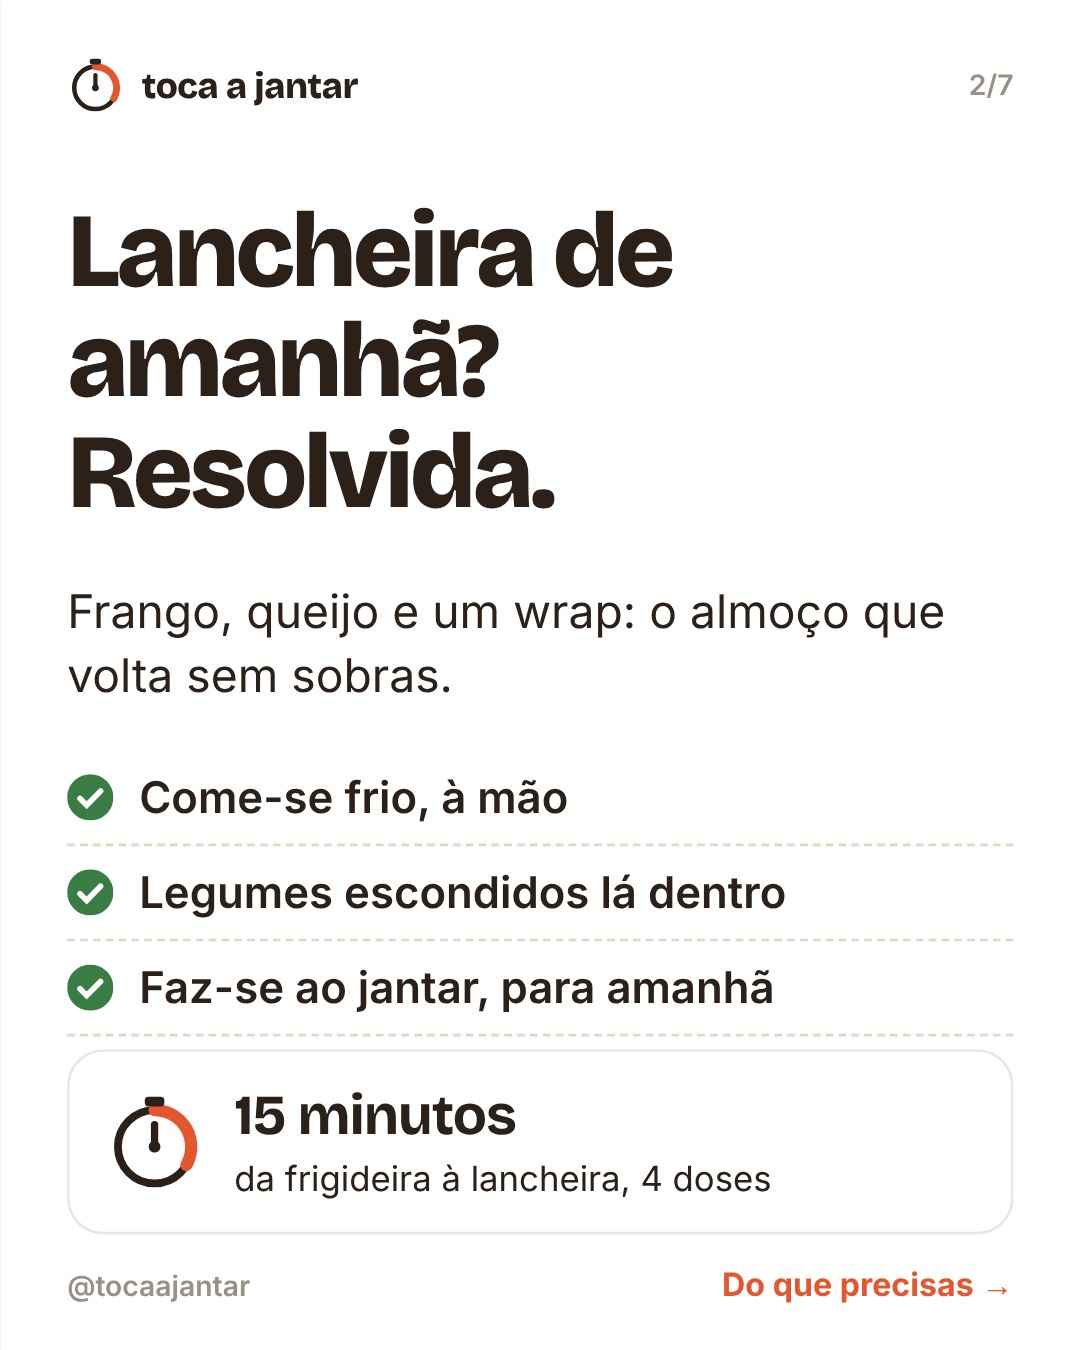 toca a jantar
2/7
Lancheira de
amanhã?
Resolvida.
Frango, queijo e um wrap: o almoço que
volta sem sobras.
Come-se frio, à mão
Legumes escondidos lá dentro
Faz-se ao jantar, para amanhã
15 minutos
da frigideira à lancheira, 4 doses
@tocaajantar
Do que precisas →